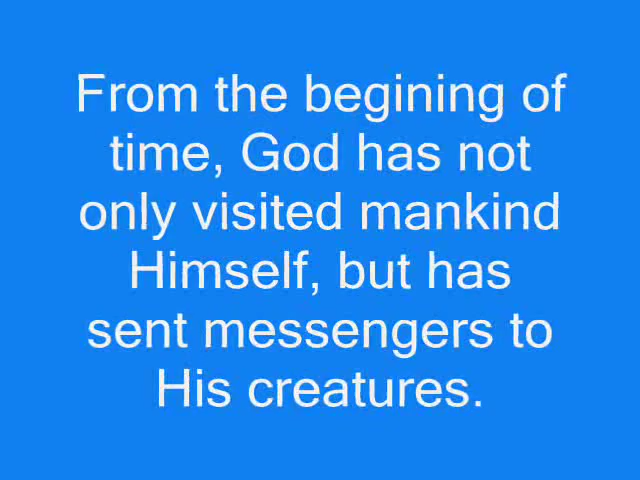 From the begining of
time, God has not
only visited mankind
Himself, but has
sent messengers to
His creatures.